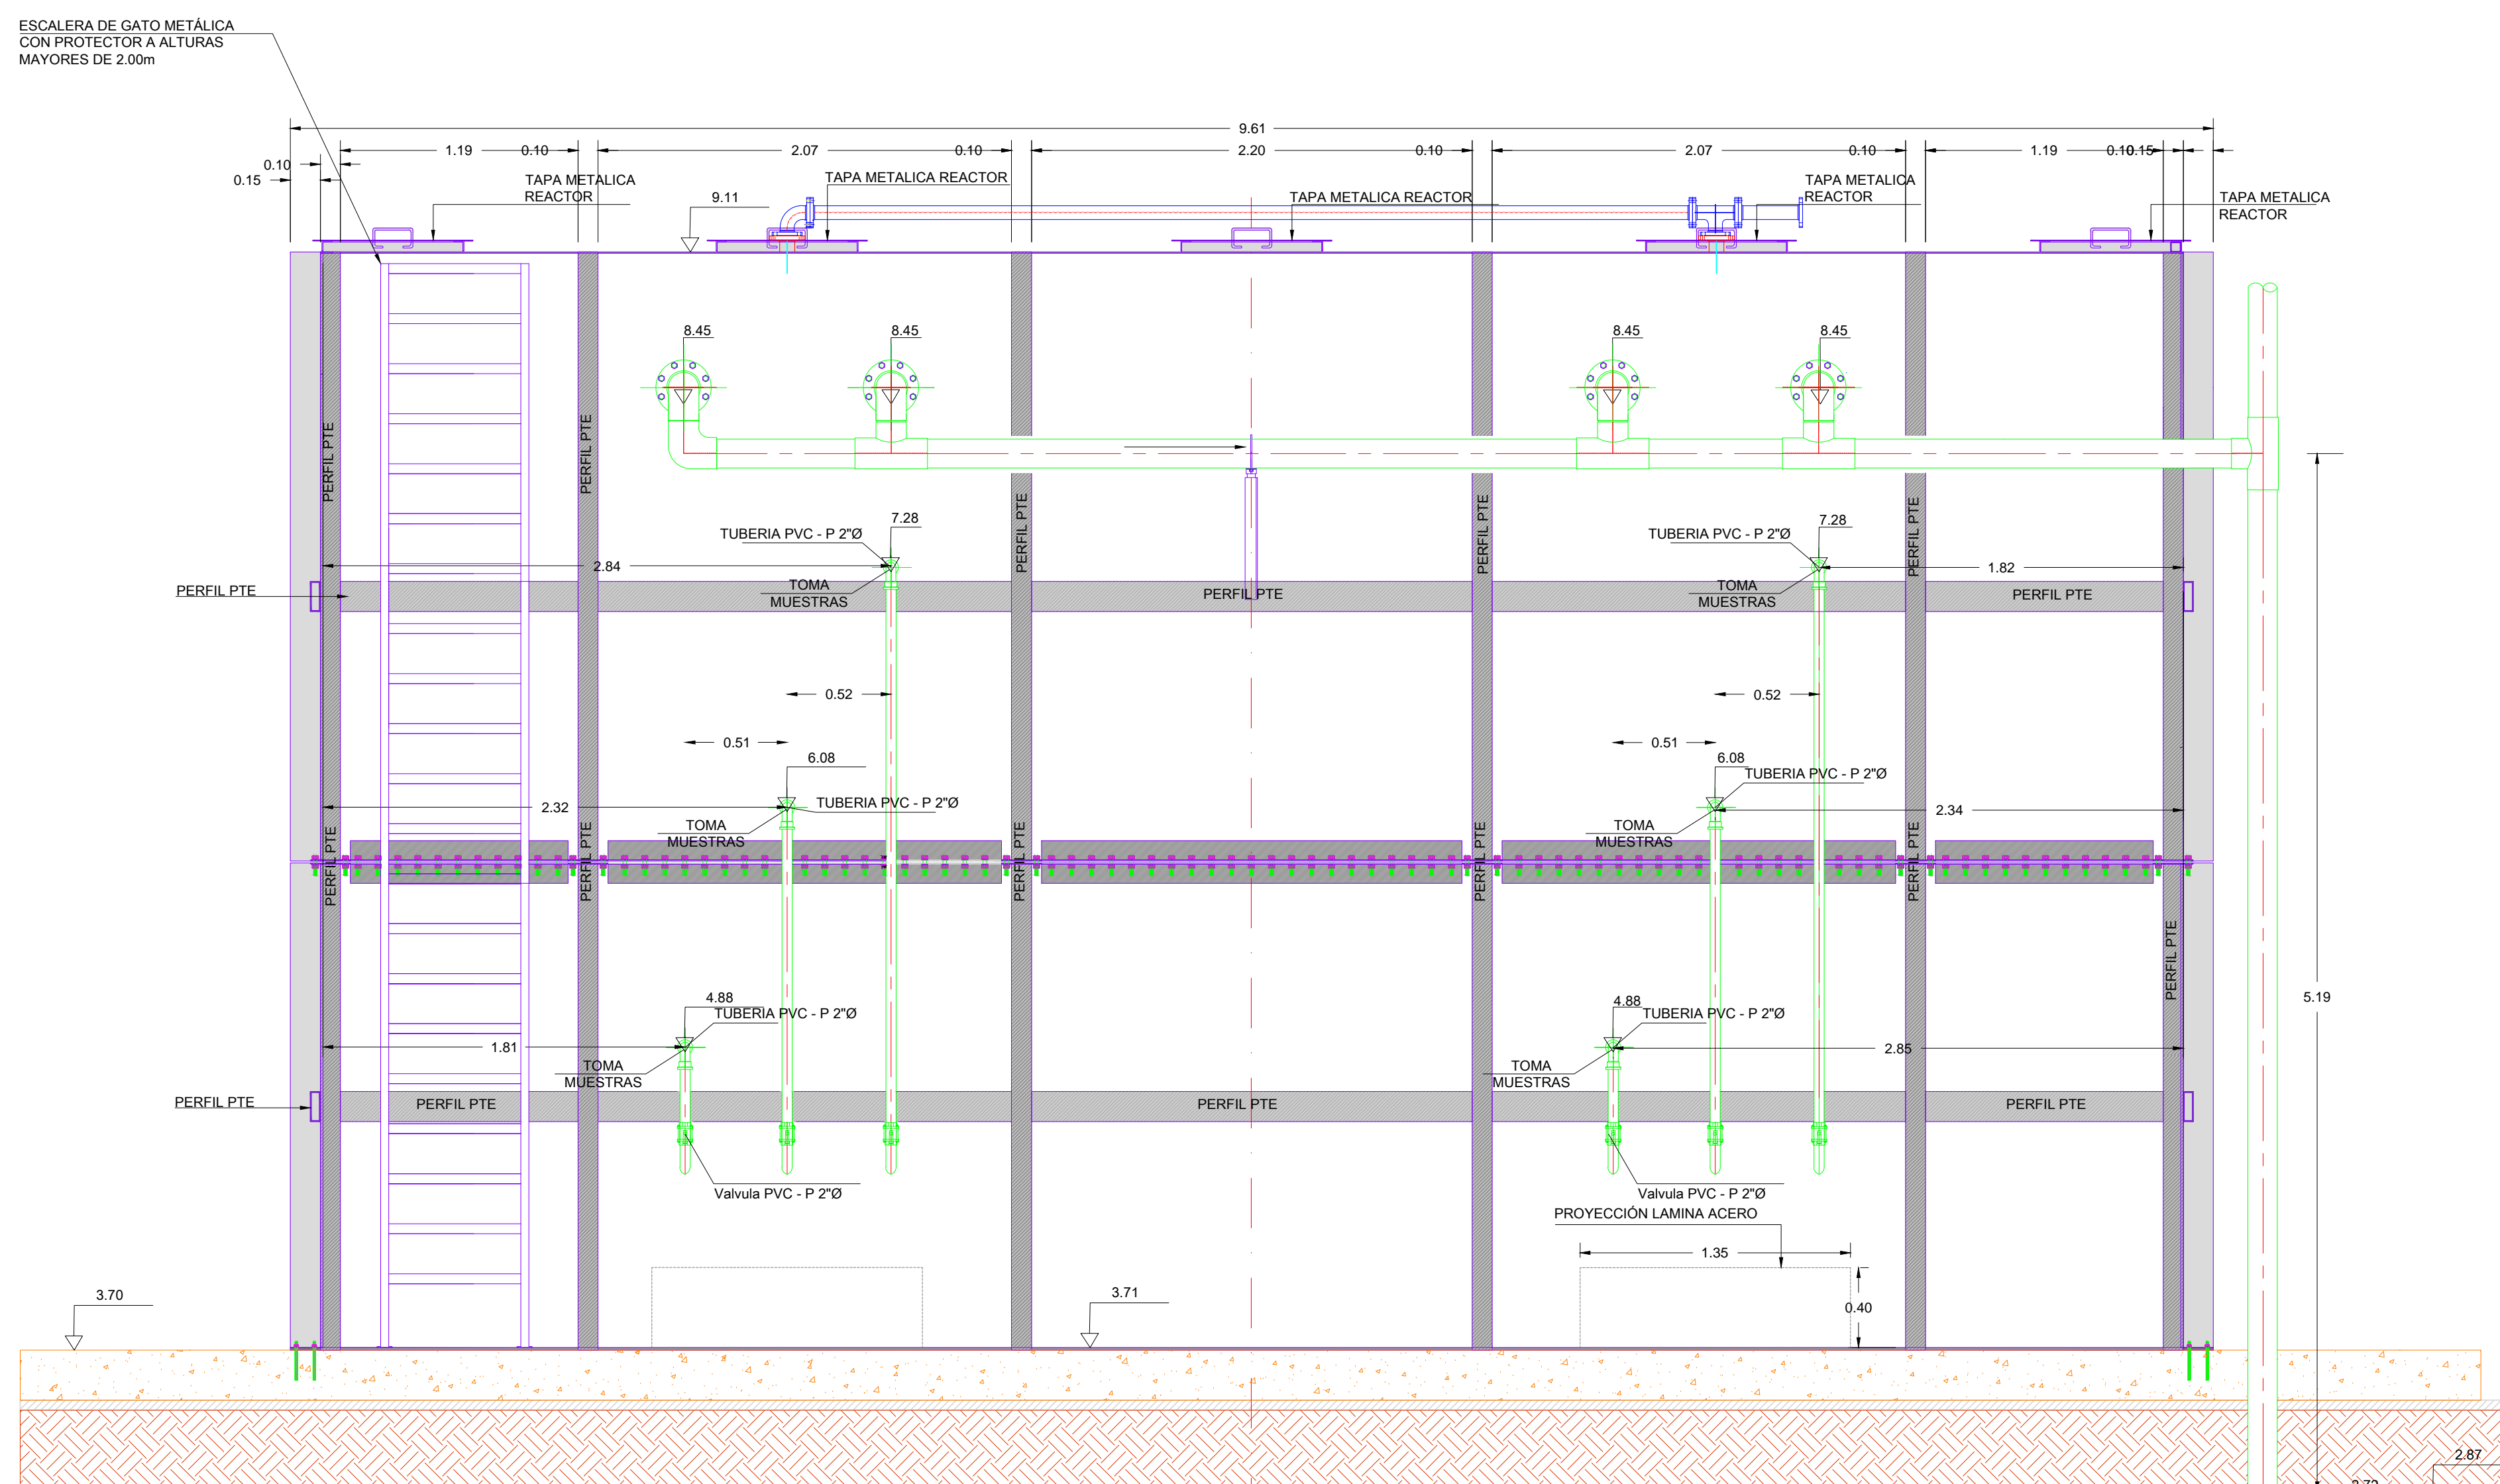 ESCALERA DE GATO METÁLICA
CON PROTECTOR A ALTURAS
MAYORES DE 2.00m
9.61
0.15
0.10
1.19
0.10
2.07
0.10
2.20
0.10
2.07
0.10
1.19
0.10
0.15
TAPA METALICA
REACTOR
TAPA METALICA REACTOR
TAPA METALICA REACTOR
TAPA METALICA
REACTOR
TAPA METALICA
REACTOR
9.11
8.45
8.45
8.45
8.45
PERFIL PTE
PERFIL PTE
PERFIL PTE
PERFIL PTE
PERFIL PTE
7.28
TUBERIA PVC - P 2"Ø
7.28
TUBERIA PVC - P 2"Ø
2.84
1.82
TOMA
MUESTRAS
TOMA
MUESTRAS
PERFIL PTE
PERFIL PTE
PERFIL PTE
0.52
0.52
0.51
0.51
6.08
TUBERIA PVC - P 2"Ø
6.08
TUBERIA PVC - P 2"Ø
2.32
2.34
TOMA
MUESTRAS
TOMA
MUESTRAS
PERFIL PTE
PERFIL PTE
PERFIL PTE
PERFIL PTE
PERFIL PTE
PERFIL PTE
4.88
TUBERIA PVC - P 2"Ø
4.88
TUBERIA PVC - P 2"Ø
5.19
1.81
2.85
TOMA
MUESTRAS
TOMA
MUESTRAS
PERFIL PTE
PERFIL PTE
PERFIL PTE
PERFIL PTE
Valvula PVC - P 2"Ø
Valvula PVC - P 2"Ø
PROYECCIÓN LAMINA ACERO
1.35
0.40
3.70
3.71
2.87